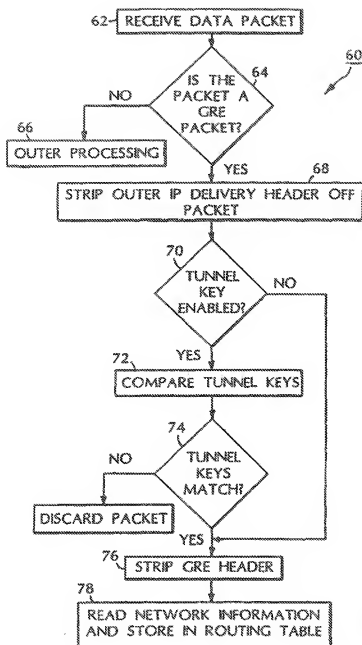 62
RECEIVE DATA PACKET
60
64
IS THE
PACKET A
GRE
PACKET?
NO
66
OUTER PROCESSING
YES
68
STRIP OUTER IP DELIVERY HEADER OFF
PACKET
70
TUNNEL
KEY
ENABLED?
NO
YES
72
COMPARE TUNNEL KEYS
74
TUNNEL
KEYS
MATCH?
NO
DISCARD PACKET
YES
76
STRIP GRE HEADER
78
READ NETWORK INFORMATION
AND STORE IN ROUTING TABLE